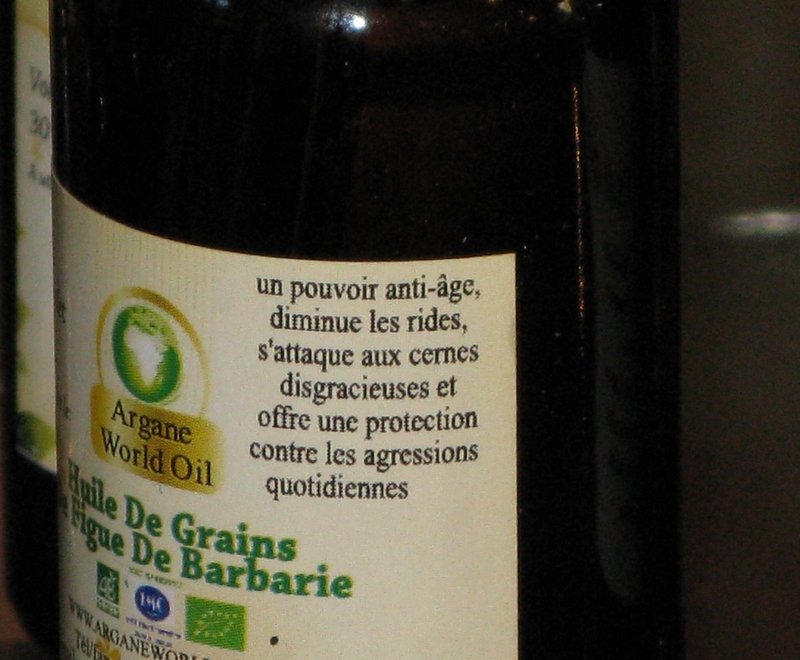 un pouvoir anti-âge,
diminue les rides,
s'attaque aux cernes
disgracieuses et
offre une protection
contre les agressions
quotidiennes
Argane
World Oil
Huile De Grains
Figue De Barbarie